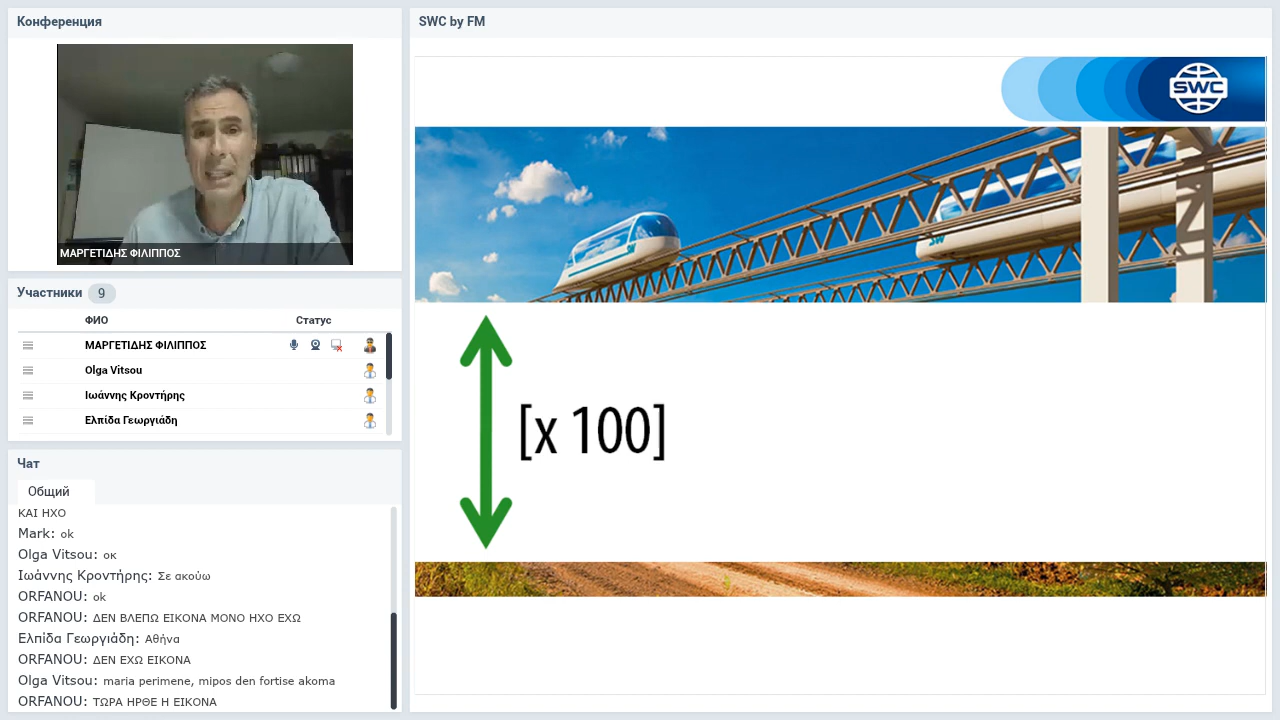 Конференция
ΜΑΡΓΕΤΙΔΗΣ ΦΙΛΙΠΠΟΣ
Участники 9
ФИО Статус
ΜΑΡΓΕΤΙΔΗΣ ΦΙΛΙΠΠΟΣ
Olga Vitsou
Ιωάννης Κροντήρης
Ελπίδα Γεωργιάδη
Чат
Общий
ΚΑΙ ΗΧΟ
Mark: ok
Olga Vitsou: οκ
Ιωάννης Κροντήρης: Σε ακούω
ORFANOU: ok
ORFANOU: ΔΕΝ ΒΛΕΠΩ ΕΙΚΟΝΑ ΜΟΝΟ ΗΧΟ ΕΧΩ
Ελπίδα Γεωργιάδη: Αθήνα
ORFANOU: ΔΕΝ ΕΧΩ ΕΙΚΟΝΑ
Olga Vitsou: maria perimene, mipos den fortise akoma
ORFANOU: ΤΩΡΑ ΗΡΘΕ Η ΕΙΚΟΝΑ
SWC by FM
SWC
[x 100]